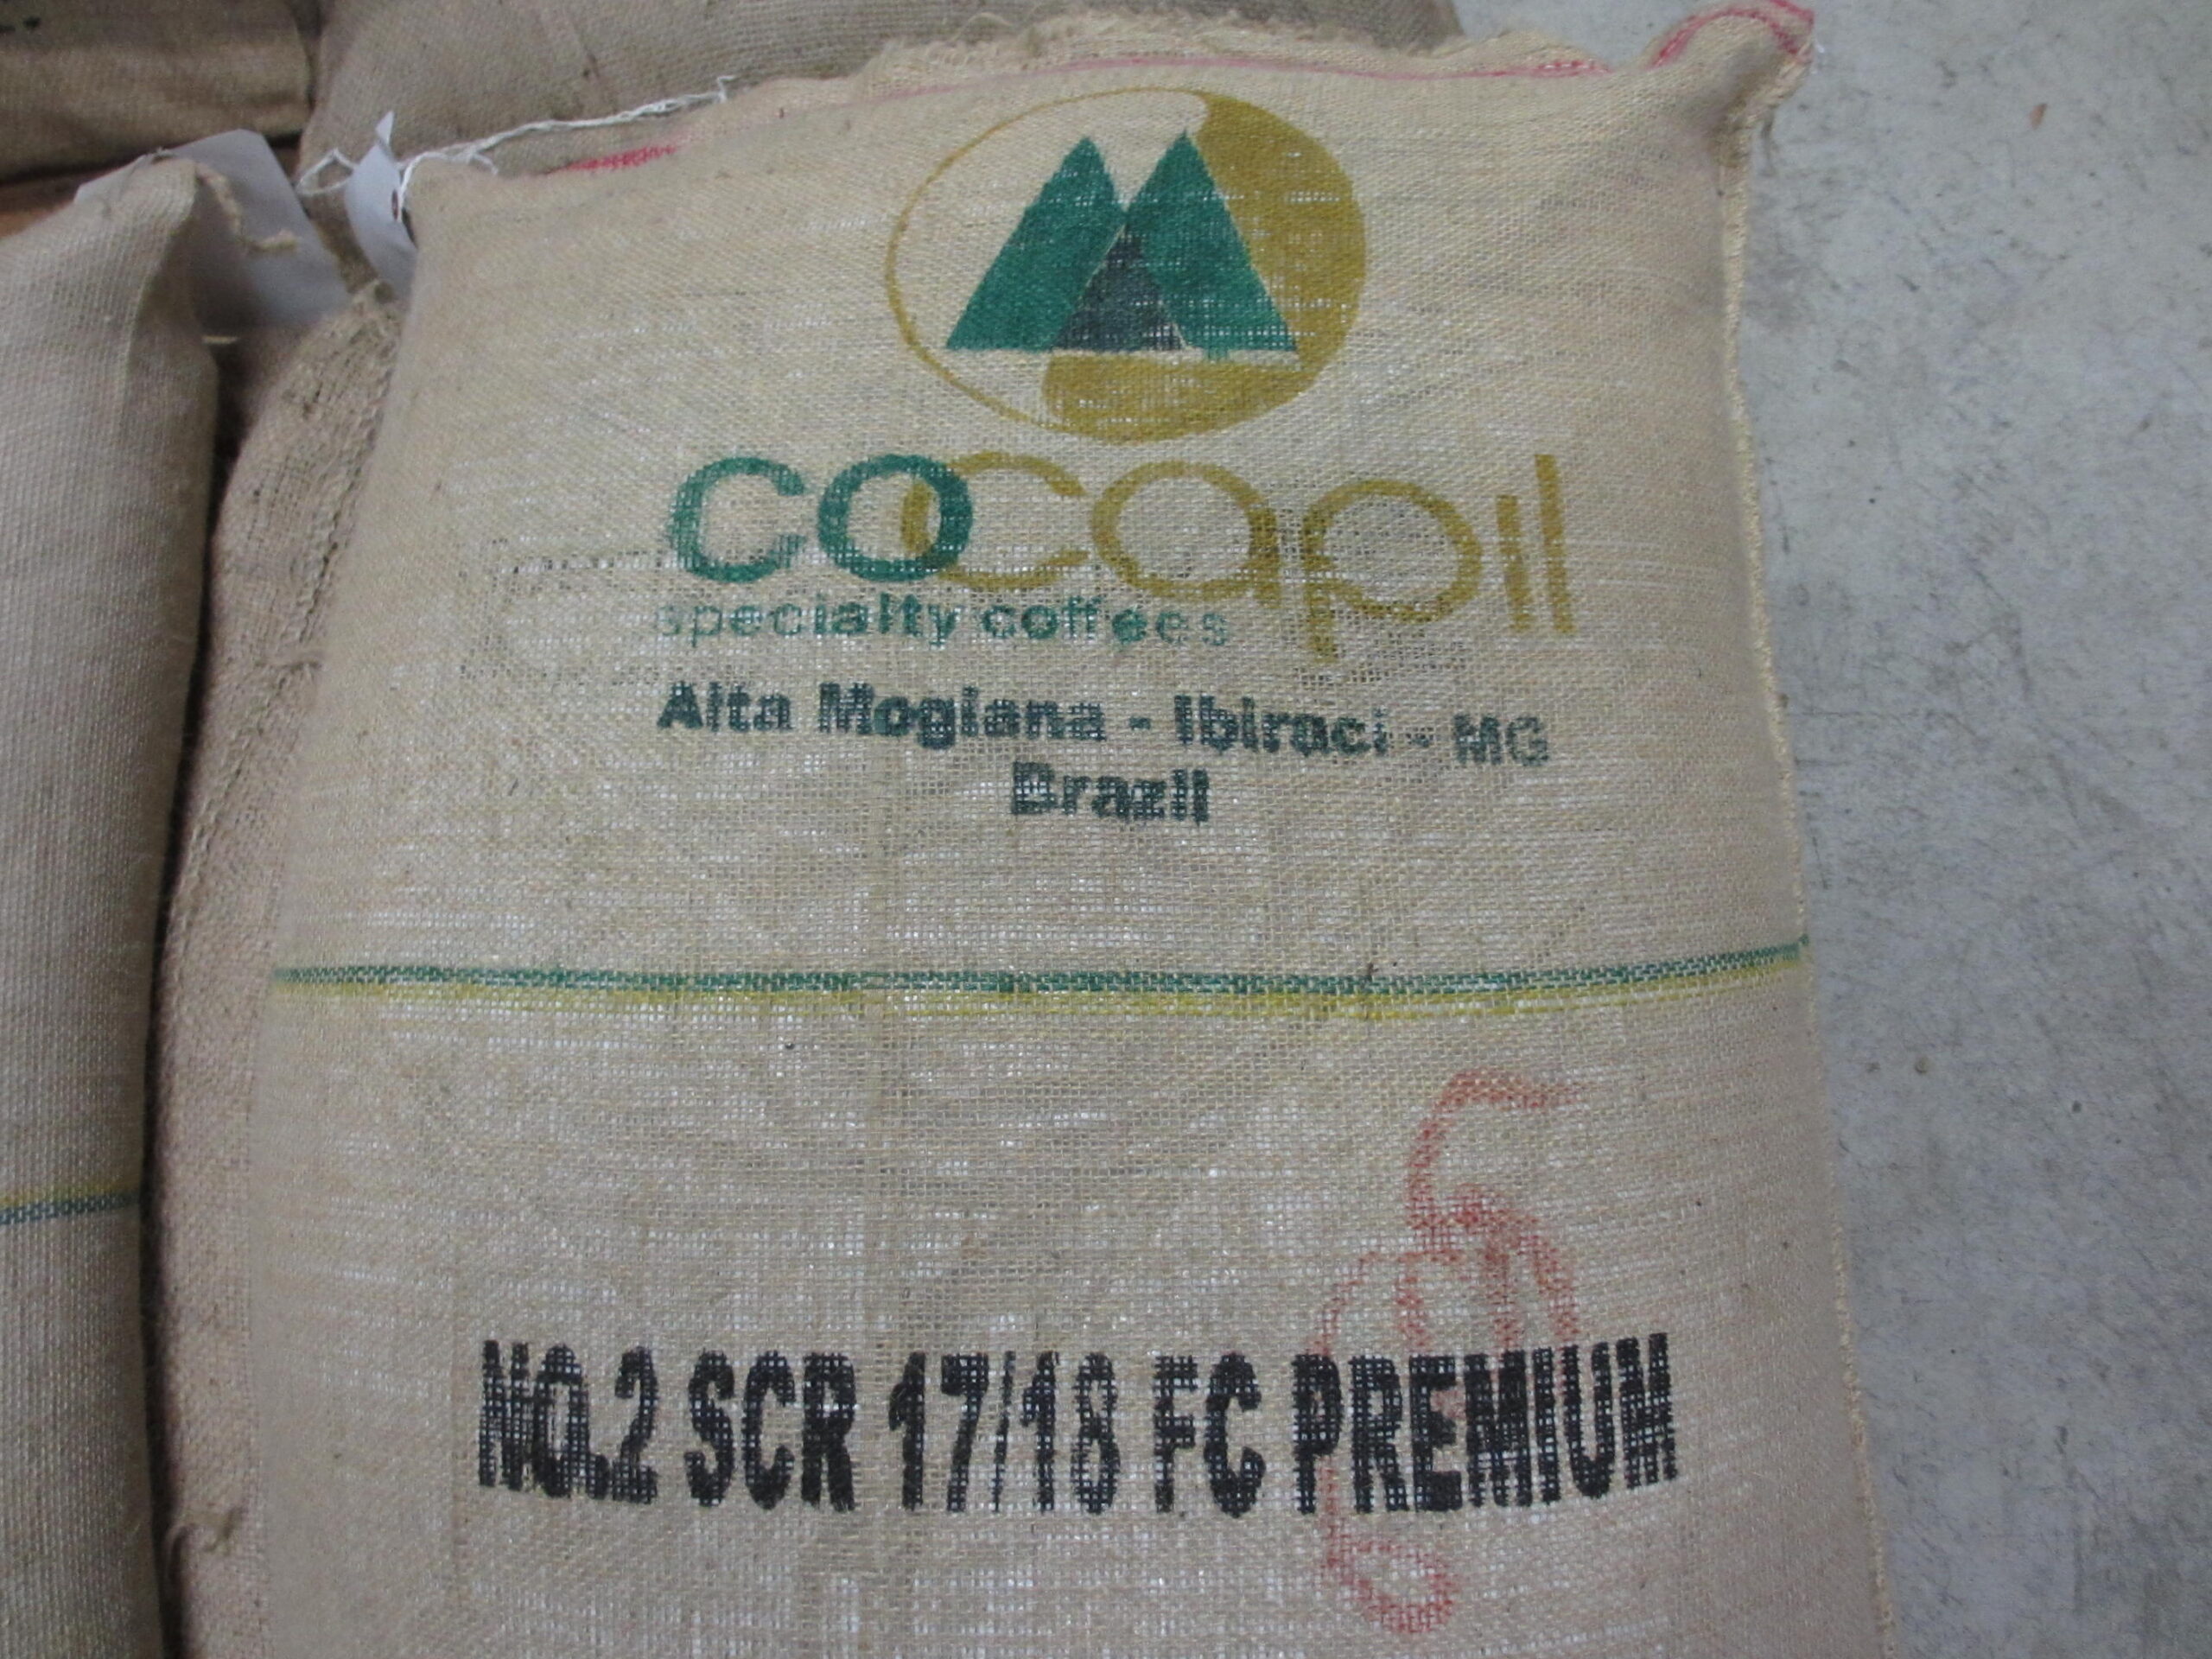 cocapil
specialty coffees
Alta Mogiana - Ibiraci - MG
Brazil
NO.2 SCR 17/18 FC PREMIUM